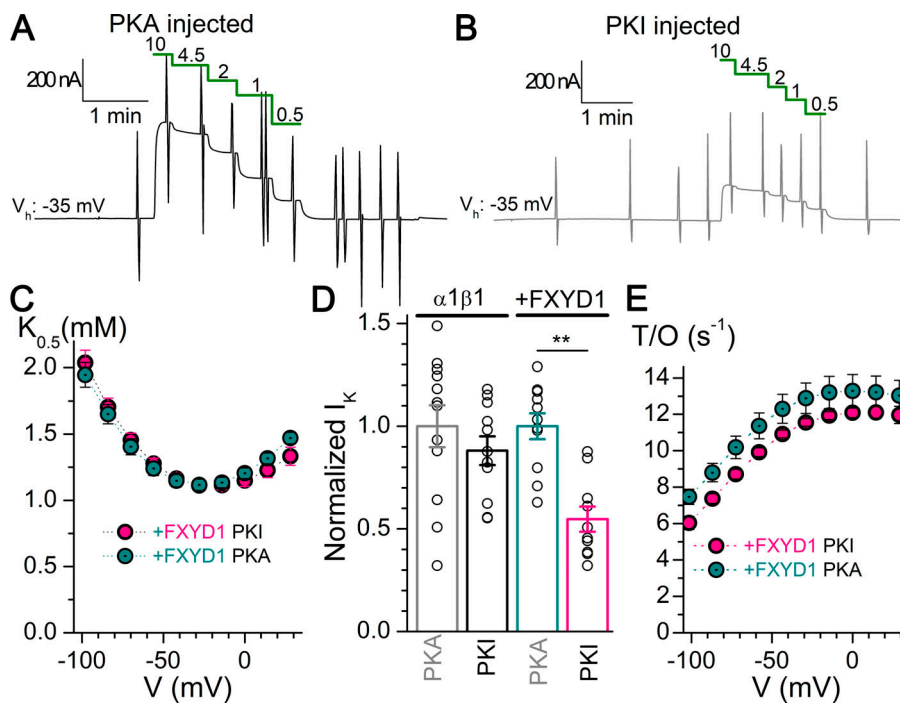 A
PKA injected
10
4.5
2
1
0.5
200 nA
1 min
Vh: -35 mV
B
PKI injected
10
4.5
2
1
0.5
200 nA
1 min
Vh: -35 mV
C
K0.5 (mM)
2.0
1.5
1.0
0.5
0.0
+FXYD1 PKI
+FXYD1 PKA
-100
-50
0
V (mV)
D
α1β1
+FXYD1
**
Normalized IK
1.5
1.0
0.5
0.0
PKA
PKI
PKA
PKI
E
T/O (s-1)
14
12
10
8
6
4
2
0
+FXYD1 PKI
+FXYD1 PKA
-100
-50
0
V (mV)